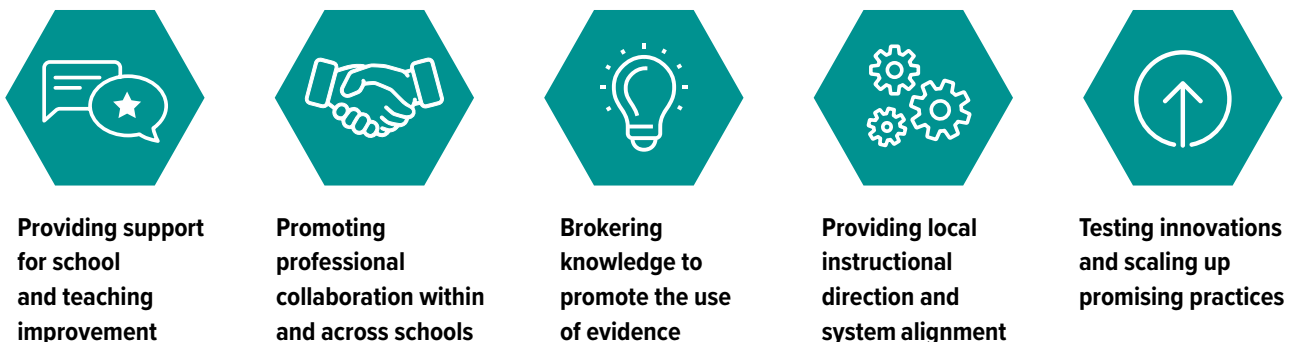 Providing support
for school
and teaching
improvement
Promoting
professional
collaboration within
and across schools
Brokering
knowledge to
promote the use
of evidence
Providing local
instructional
direction and
system alignment
Testing innovations
and scaling up
promising practices